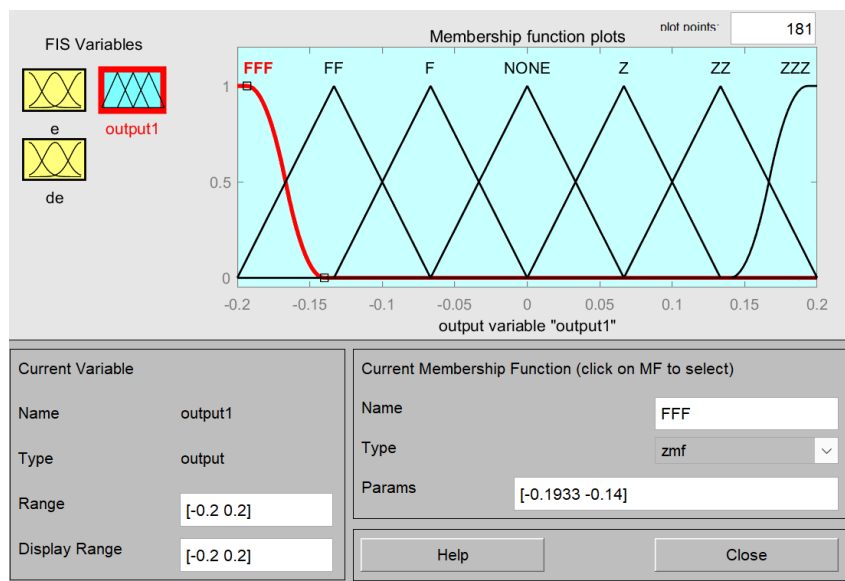 FIS Variables
Membership function plots
plot points:
181
FFF FF F NONE Z ZZ ZZZ
e
output1
de
1
0.5
0
-0.2 -0.15 -0.1 -0.05 0 0.05 0.1 0.15 0.2
output variable "output1"
Current Variable
Name output1
Type output
Range [-0.2 0.2]
Display Range [-0.2 0.2]
Current Membership Function (click on MF to select)
Name FFF
Type zmf
Params [-0.1933 -0.14]
Help Close